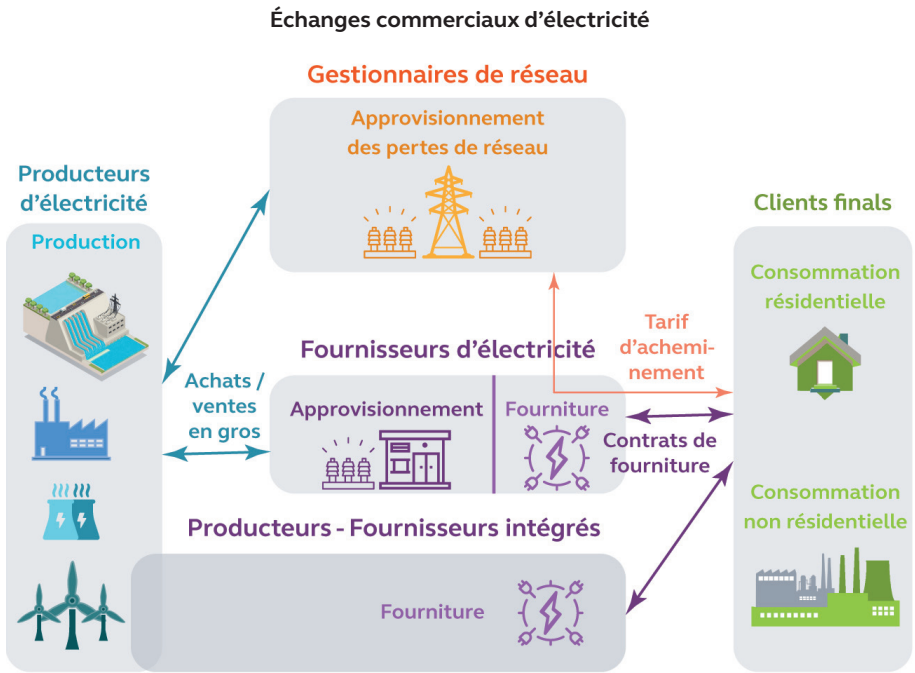 Échanges commerciaux d’électricité
Gestionnaires de réseau
Approvisionnement
des pertes de réseau
Producteurs
d’électricité
Production
Clients finals
Consommation
résidentielle
Tarif
d’achemi-
nement
Fournisseurs d’électricité
Achats /
ventes
en gros
Approvisionnement
Fourniture
Contrats de
fourniture
Consommation
non résidentielle
Producteurs - Fournisseurs intégrés
Fourniture